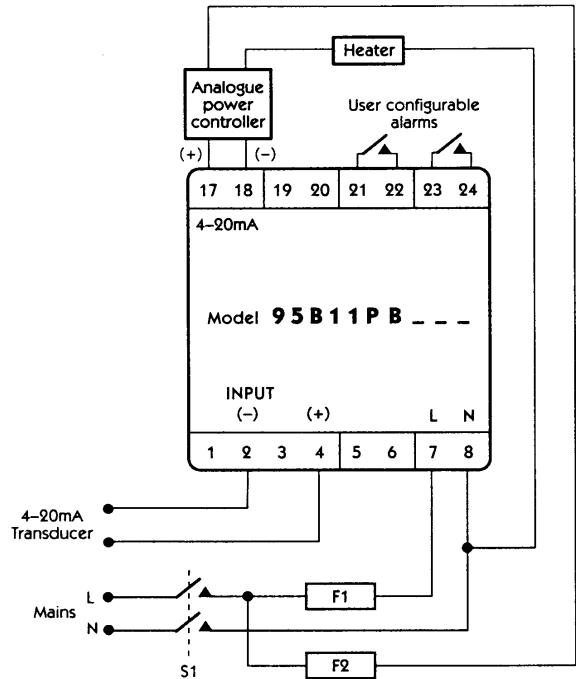 Heater
Analogue
power
controller
User configurable
alarms
(+) (–)
17 18 19 20 21 22 23 24
4–20mA
Model 95B11PB _ _ _
INPUT
(–) (+) L N
1 2 3 4 5 6 7 8
4–20mA
Transducer
L
F1
Mains
N
S1
F2